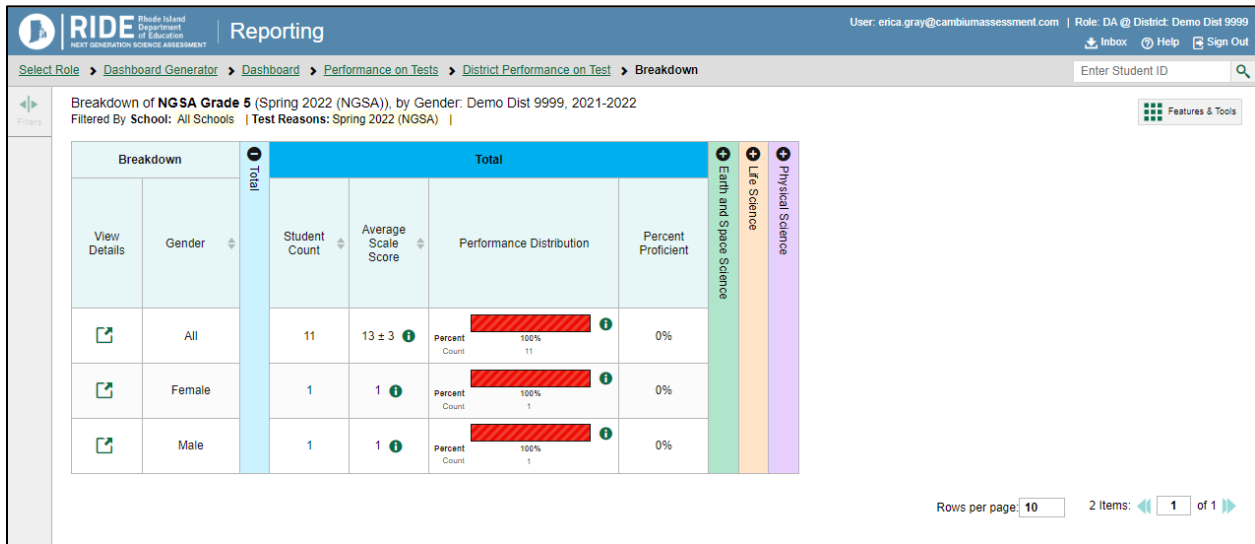 RIDE Rhode Island Department of Education
NEXT GENERATION SCIENCE ASSESSMENT
Reporting
User: erica.gray@cambiumassessment.com | Role: DA @ District: Demo Dist 9999
Inbox Help Sign Out
Select Role > Dashboard Generator > Dashboard > Performance on Tests > District Performance on Test > Breakdown
Enter Student ID
Filters
Breakdown of NGSA Grade 5 (Spring 2022 (NGSA)), by Gender: Demo Dist 9999, 2021-2022
Filtered By School: All Schools | Test Reasons: Spring 2022 (NGSA) |
Features & Tools
Breakdown
Total
Total
Earth and Space Science
Life Science
Physical Science
View Details
Gender
Student Count
Average Scale Score
Performance Distribution
Percent Proficient
All 11 13 ± 3 Percent 100% 0%
Count 11
Female 1 1 Percent 100% 0%
Count 1
Male 1 1 Percent 100% 0%
Count 1
Rows per page: 10 2 Items: 1 of 1